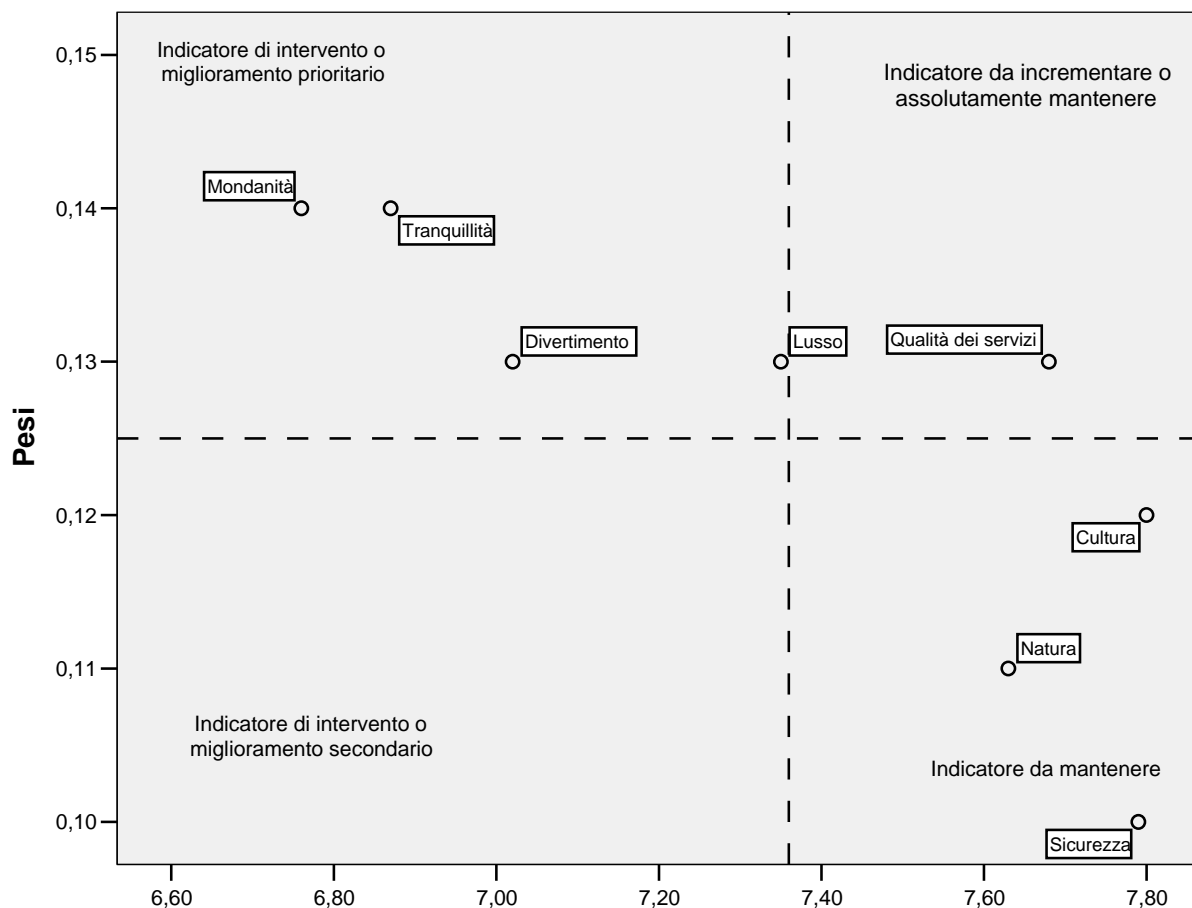 0,15
Indicatore di intervento o
miglioramento prioritario
Indicatore da incrementare o
assolutamente mantenere
Mondanità
0,14
Tranquillità
Divertimento
Lusso
Qualità dei servizi
0,13
Pesi
0,12
Cultura
Natura
0,11
Indicatore di intervento o
miglioramento secondario
Indicatore da mantenere
0,10
Sicurezza
6,60 6,80 7,00 7,20 7,40 7,60 7,80